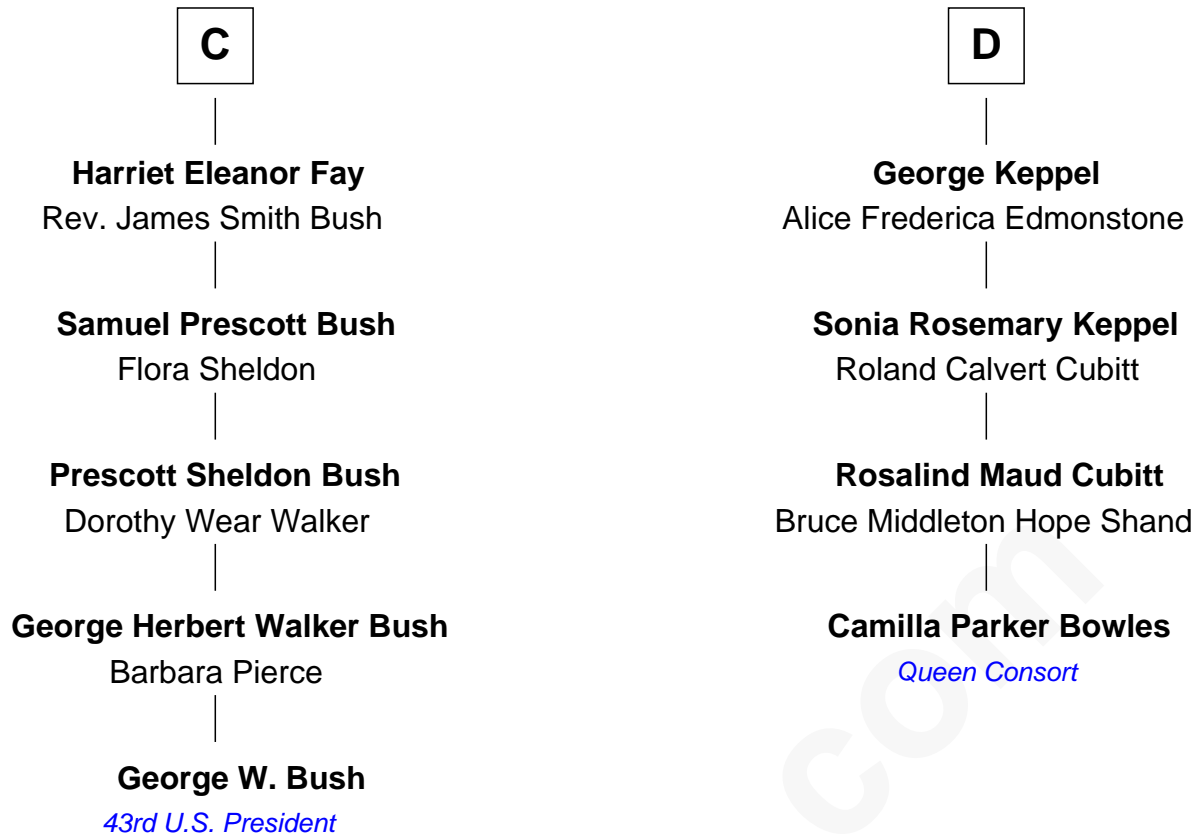 C
Harriet Eleanor Fay
Rev. James Smith Bush
Samuel Prescott Bush
Flora Sheldon
Prescott Sheldon Bush
Dorothy Wear Walker
George Herbert Walker Bush
Barbara Pierce
George W. Bush
43rd U.S. President
D
George Keppel
Alice Frederica Edmonstone
Sonia Rosemary Keppel
Roland Calvert Cubitt
Rosalind Maud Cubitt
Bruce Middleton Hope Shand
Camilla Parker Bowles
Queen Consort
com